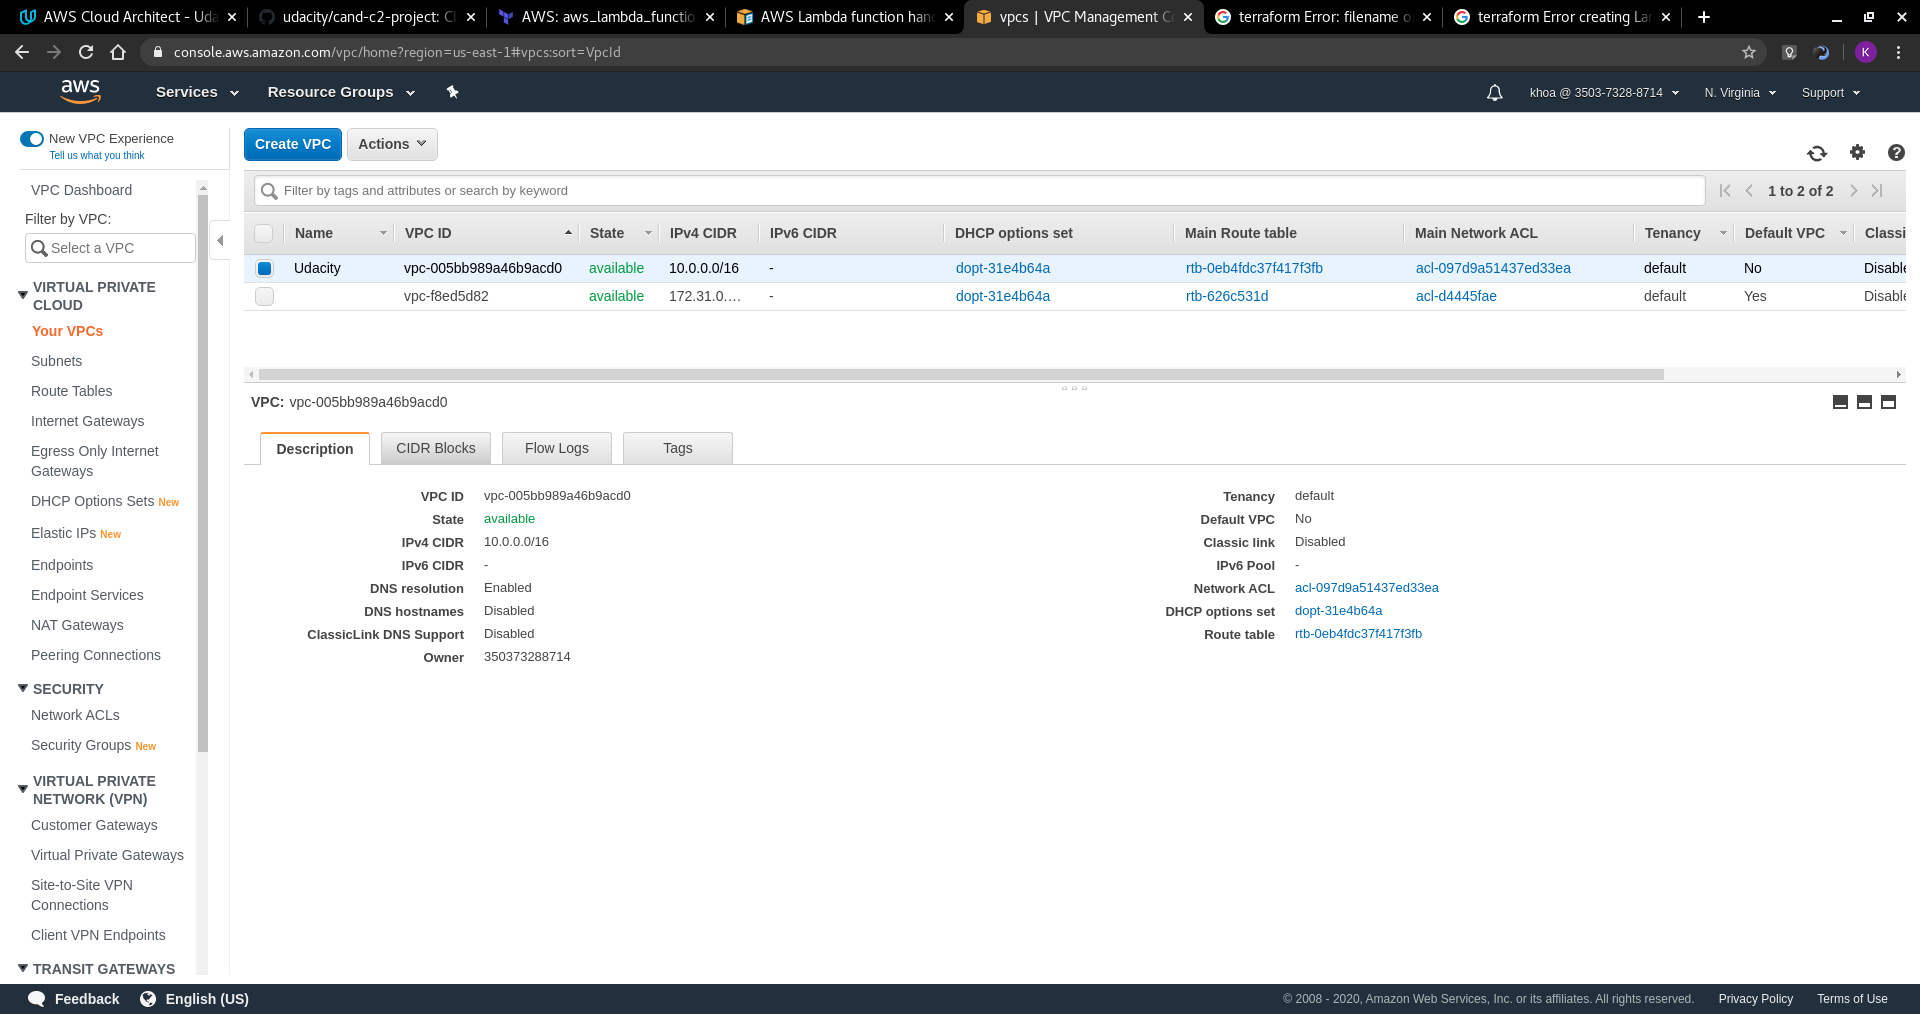 AWS Cloud Architect - Uda
udacity/cand-c2-project: Cl
AWS: aws_lambda_functio
AWS Lambda function han
vpcs | VPC Management Co
terraform Error: filename o
terraform Error creating Lam
console.aws.amazon.com/vpc/home?region=us-east-1#vpcs:sort=VpcId
K
aws
Services
Resource Groups
khoa @ 3503-7328-8714
N. Virginia
Support
New VPC Experience
Tell us what you think
VPC Dashboard
Filter by VPC:
Select a VPC
VIRTUAL PRIVATE
CLOUD
Your VPCs
Subnets
Route Tables
Internet Gateways
Egress Only Internet
Gateways
DHCP Options Sets New
Elastic IPs New
Endpoints
Endpoint Services
NAT Gateways
Peering Connections
SECURITY
Network ACLs
Security Groups New
VIRTUAL PRIVATE
NETWORK (VPN)
Customer Gateways
Virtual Private Gateways
Site-to-Site VPN
Connections
Client VPN Endpoints
TRANSIT GATEWAYS
Create VPC
Actions
Filter by tags and attributes or search by keyword
1 to 2 of 2
Name VPC ID State IPv4 CIDR IPv6 CIDR DHCP options set Main Route table Main Network ACL Tenancy Default VPC Classi
Udacity vpc-005bb989a46b9acd0 available 10.0.0.0/16 - dopt-31e4b64a rtb-0eb4fdc37f417f3fb acl-097d9a51437ed33ea default No Disable
vpc-f8ed5d82 available 172.31.0.… - dopt-31e4b64a rtb-626c531d acl-d4445fae default Yes Disable
VPC: vpc-005bb989a46b9acd0
Description
CIDR Blocks
Flow Logs
Tags
VPC ID vpc-005bb989a46b9acd0
State available
IPv4 CIDR 10.0.0.0/16
IPv6 CIDR -
DNS resolution Enabled
DNS hostnames Disabled
ClassicLink DNS Support Disabled
Owner 350373288714
Tenancy default
Default VPC No
Classic link Disabled
IPv6 Pool -
Network ACL acl-097d9a51437ed33ea
DHCP options set dopt-31e4b64a
Route table rtb-0eb4fdc37f417f3fb
Feedback
English (US)
© 2008 - 2020, Amazon Web Services, Inc. or its affiliates. All rights reserved.
Privacy Policy
Terms of Use